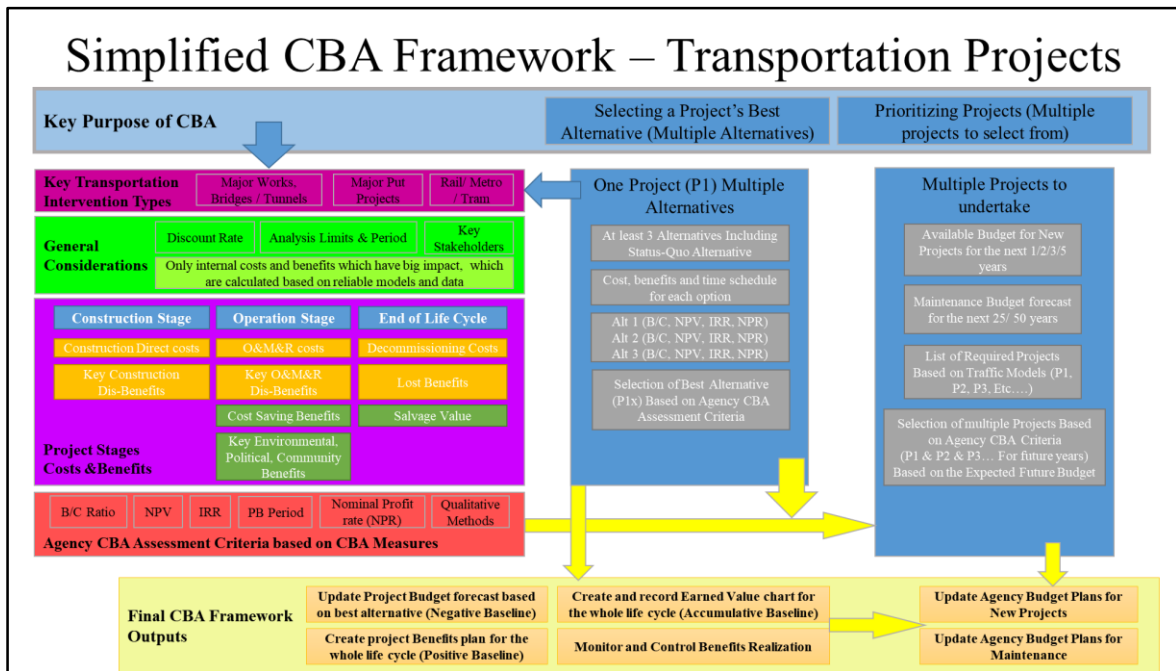 Simplified CBA Framework – Transportation Projects
Key Purpose of CBA
Selecting a Project's Best
Alternative (Multiple Alternatives)
Prioritizing Projects (Multiple
projects to select from)
Key Transportation
Intervention Types
Major Works,
Bridges / Tunnels
Major Put
Projects
Rail/ Metro
/ Tram
General
Considerations
Discount Rate
Analysis Limits & Period
Key
Stakeholders
Only internal costs and benefits which have big impact, which
are calculated based on reliable models and data
Construction Stage
Operation Stage
End of Life Cycle
Construction Direct costs
O&M&R costs
Decommissioning Costs
Key Construction
Dis-Benefits
Key O&M&R
Dis-Benefits
Lost Benefits
Cost Saving Benefits
Salvage Value
Key Environmental,
Political, Community
Benefits
Project Stages
Costs &Benefits
B/C Ratio
NPV
IRR
PB Period
Nominal Profit
rate (NPR)
Qualitative
Methods
Agency CBA Assessment Criteria based on CBA Measures
One Project (P1) Multiple
Alternatives
At least 3 Alternatives Including
Status-Quo Alternative
Cost, benefits and time schedule
for each option
Alt 1 (B/C, NPV, IRR, NPR)
Alt 2 (B/C, NPV, IRR, NPR)
Alt 3 (B/C, NPV, IRR, NPR)
Selection of Best Alternative
(P1x) Based on Agency CBA
Assessment Criteria
Multiple Projects to
undertake
Available Budget for New
Projects for the next 1/2/3/5
years
Maintenance Budget forecast
for the next 25/ 50 years
List of Required Projects
Based on Traffic Models (P1,
P2, P3, Etc….)
Selection of multiple Projects Based
on Agency CBA Criteria
(P1 & P2 & P3… For future years)
Based on the Expected Future Budget
Final CBA Framework
Outputs
Update Project Budget forecast based
on best alternative (Negative Baseline)
Create and record Earned Value chart for
the whole life cycle (Accumulative Baseline)
Update Agency Budget Plans for
New Projects
Create project Benefits plan for the
whole life cycle (Positive Baseline)
Monitor and Control Benefits Realization
Update Agency Budget Plans for
Maintenance